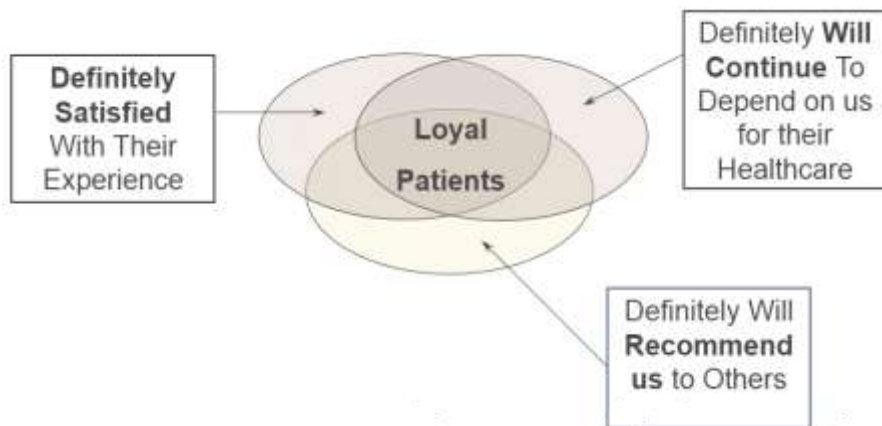 Definitely
Satisfied
With Their
Experience
Loyal
Patients
Definitely Will
Continue To
Depend on us
for their
Healthcare
Definitely Will
Recommend
us to Others